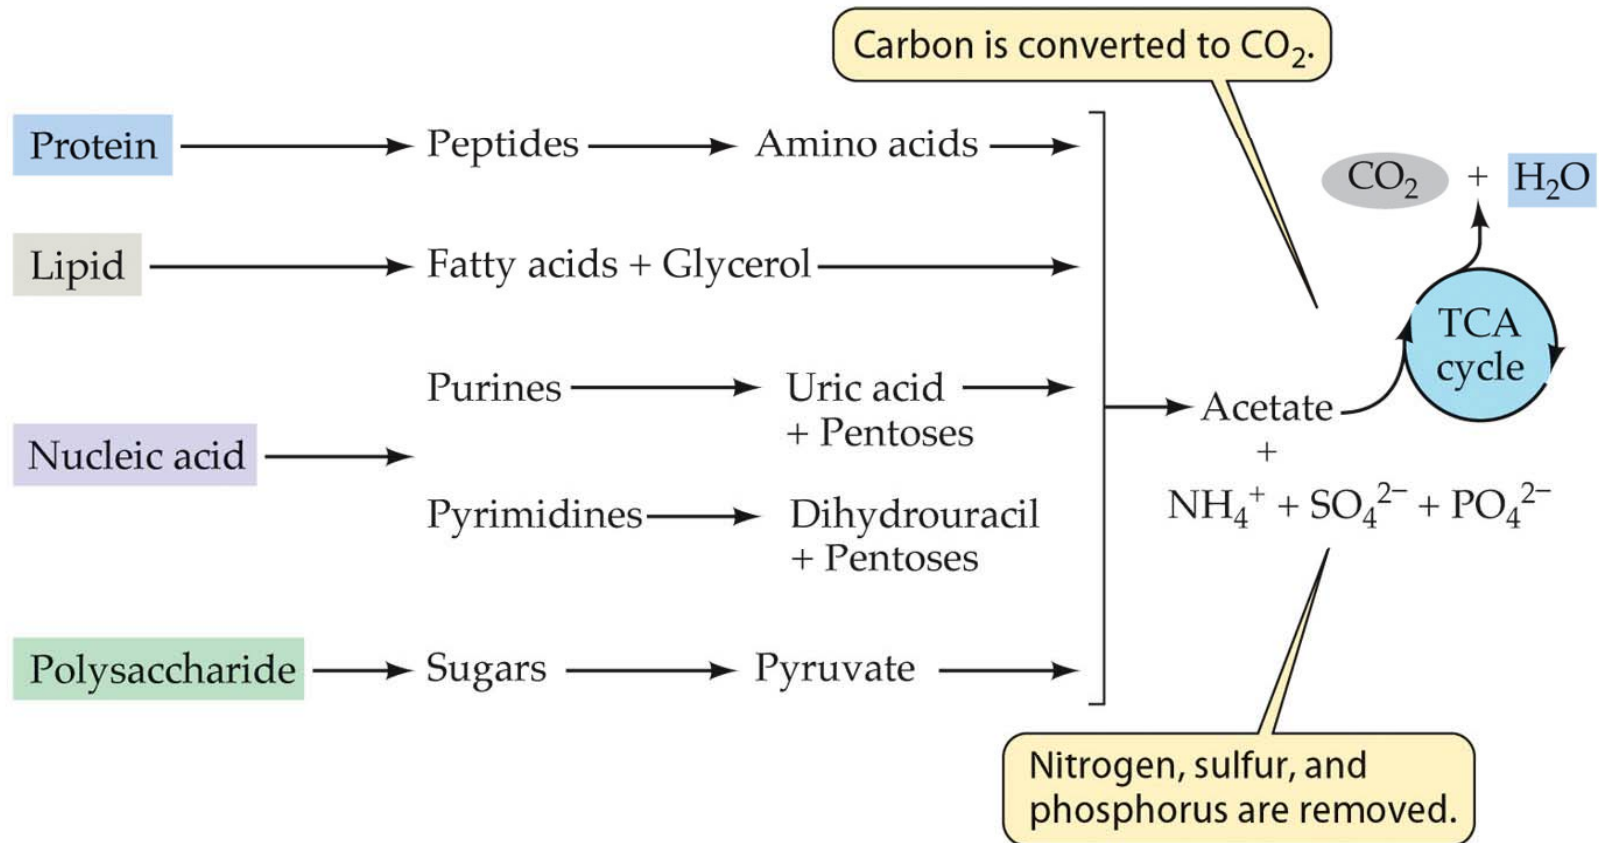 Carbon is converted to CO₂.
Protein
Peptides
Amino acids
CO₂ + H₂O
Lipid
Fatty acids + Glycerol
TCA
cycle
Purines
Uric acid
+ Pentoses
Acetate
+
NH₄⁺ + SO₄²⁻ + PO₄²⁻
Nucleic acid
Pyrimidines
Dihydrouracil
+ Pentoses
Polysaccharide
Sugars
Pyruvate
Nitrogen, sulfur, and
phosphorus are removed.